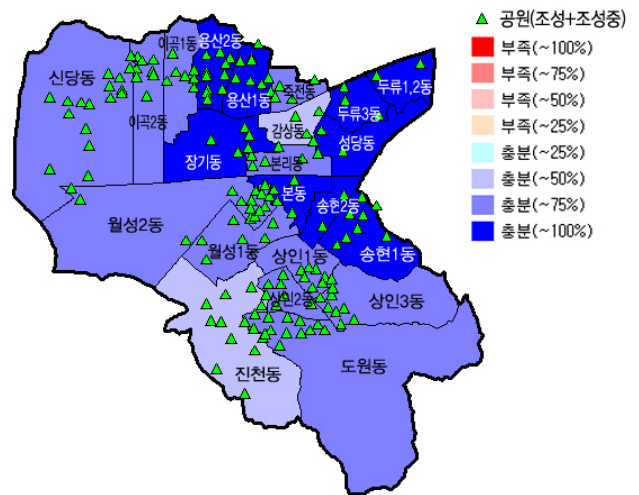 공원(조성+조성중)
부족(~100%)
부족(~75%)
부족(~50%)
부족(~25%)
충분(~25%)
충분(~50%)
충분(~75%)
충분(~100%)
이곡1동
용산2동
신당동
주전동
두류1,2동
용산1동
두류3동
이곡2동
감삼동
성당동
장기동
본리동
본동
송현2동
월성2동
월성1동
상인1동
송현1동
상인2동
상인3동
진천동
도원동